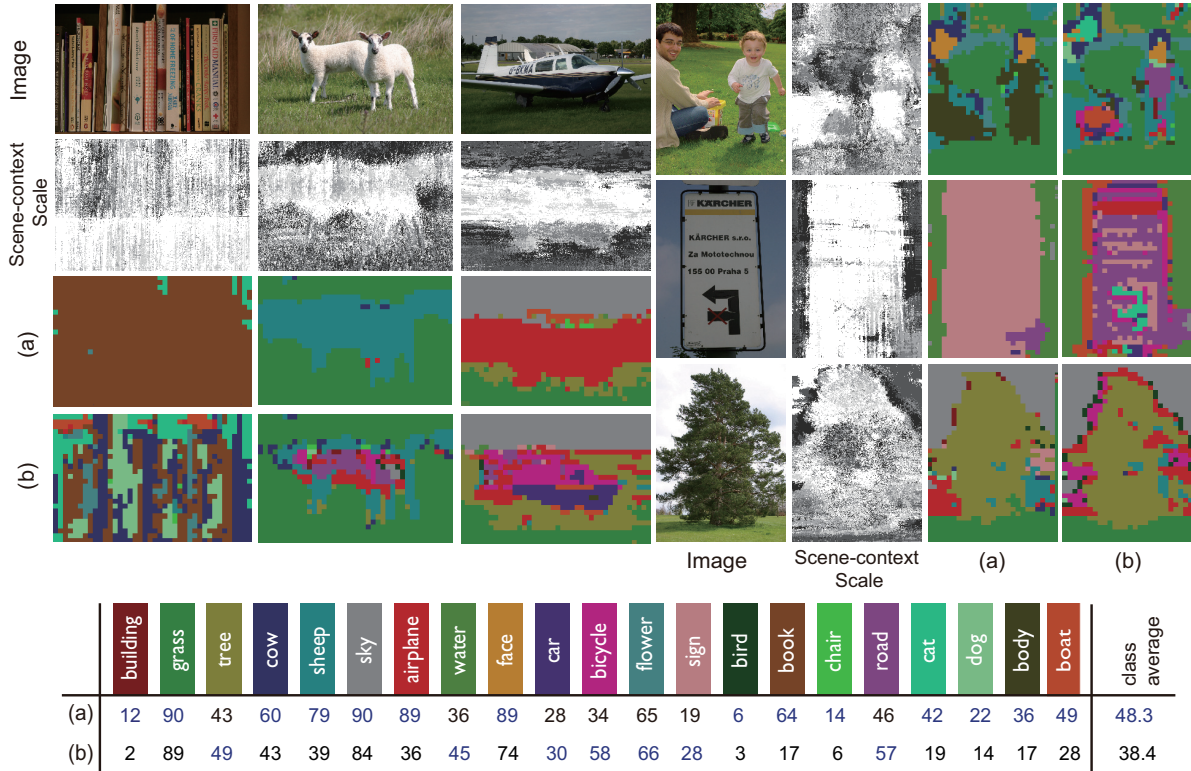 Image
Scene-context
Scale
(a)
(b)
G-OXNA
KÄRCHER
KÄRCHER s.r.o.
Za Mototechnou
155 00 Praha 5
Image
Scene-context
Scale
(a)
(b)
building grass tree cow sheep sky airplane water face car bicycle flower sign bird book chair road cat dog body boat class average
(a) 12 90 43 60 79 90 89 36 89 28 34 65 19 6 64 14 46 42 22 36 49 48.3
(b) 2 89 49 43 39 84 36 45 74 30 58 66 28 3 17 6 57 19 14 17 28 38.4